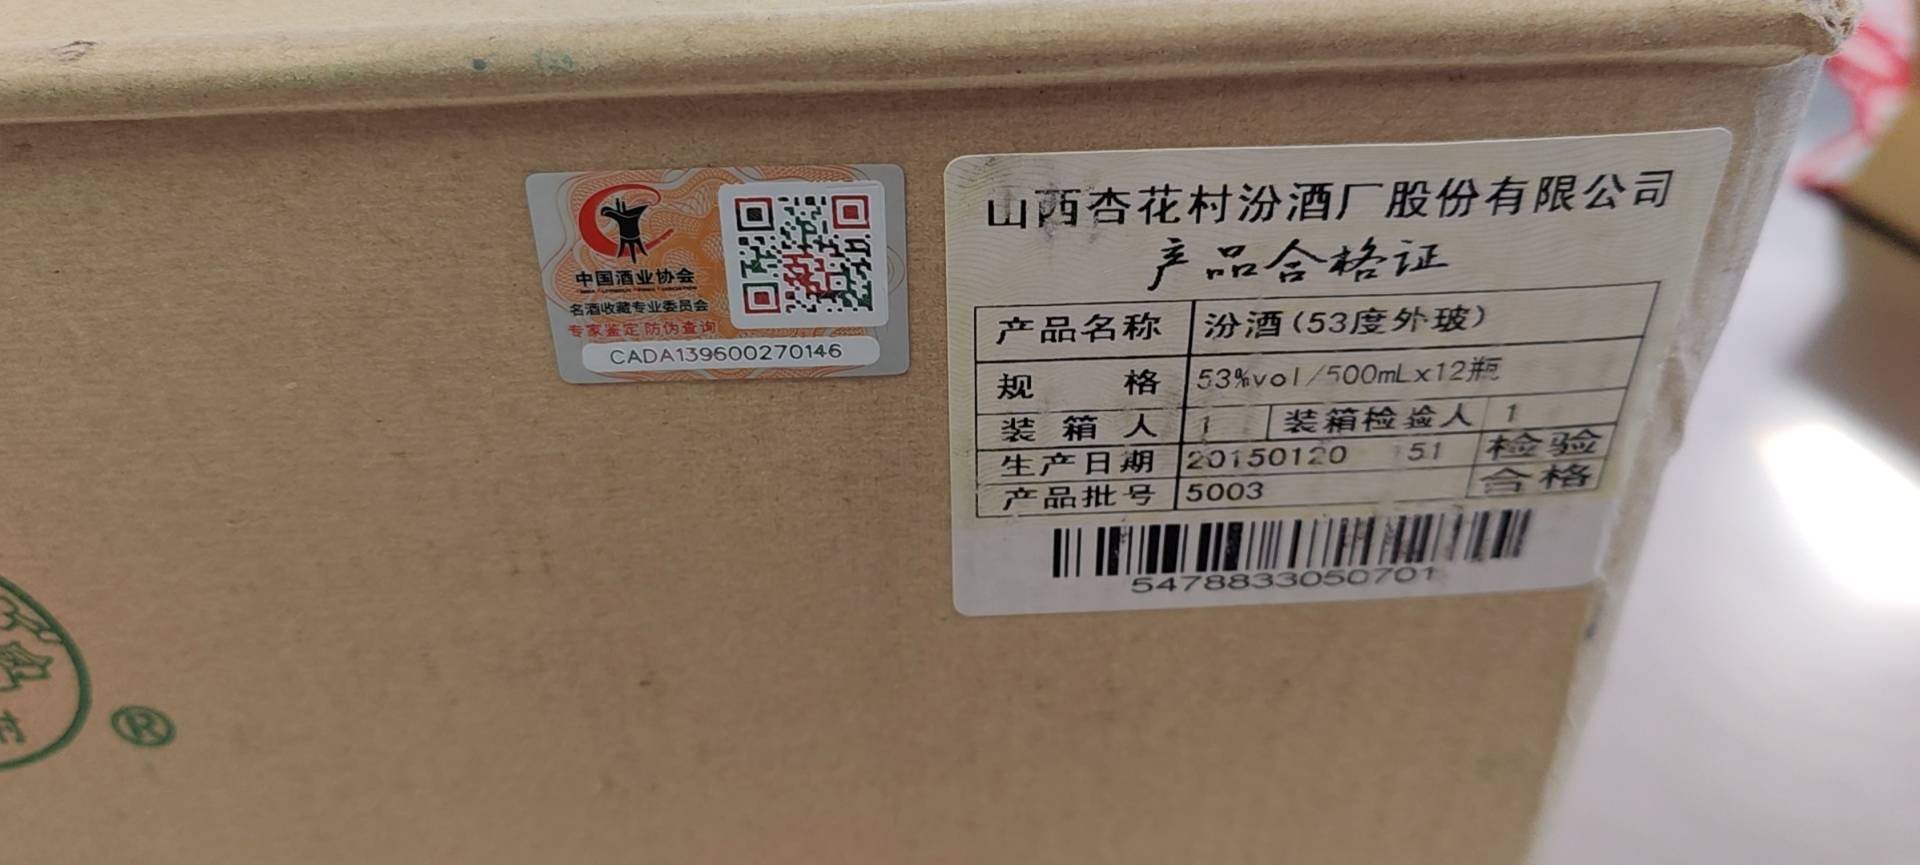 中国酒业协会
名酒收藏专业委员会
专家鉴定 防伪查询
CADA139600270146
山西杏花村汾酒厂股份有限公司
产品合格证
产品名称 汾酒(53度外玻)
规 格 53%vol/500mLx12瓶
装箱人 1 装箱检验人 1
生产日期 20150120 151 检验
产品批号 5003 合格
5478833050701
村
®